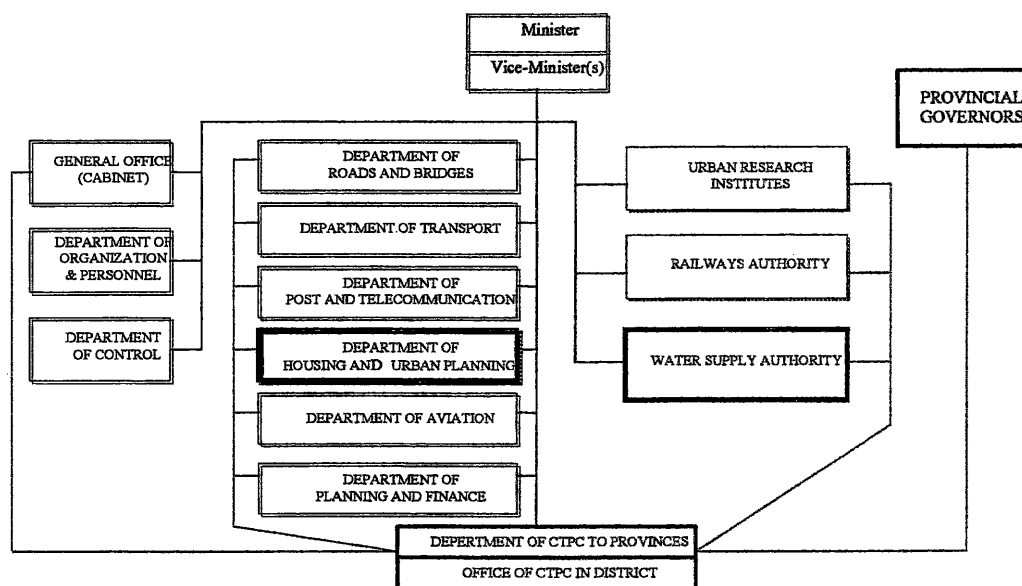 Minister
Vice-Minister(s)
PROVINCIAL
GOVERNORS
GENERAL OFFICE
(CABINET)
DEPARTMENT OF
ORGANIZATION
& PERSONNEL
DEPARTMENT
OF CONTROL
DEPARTMENT OF
ROADS AND BRIDGES
DEPARTMENT OF TRANSPORT
DEPARTMENT OF
POST AND TELECOMMUNICATION
DEPARTMENT OF
HOUSING AND URBAN PLANNING
DEPARTMENT OF AVIATION
DEPARTMENT OF
PLANNING AND FINANCE
URBAN RESEARCH
INSTITUTES
RAILWAYS AUTHORITY
WATER SUPPLY AUTHORITY
DEPERTMENT OF CTPC TO PROVINCES
OFFICE OF CTPC IN DISTRICT